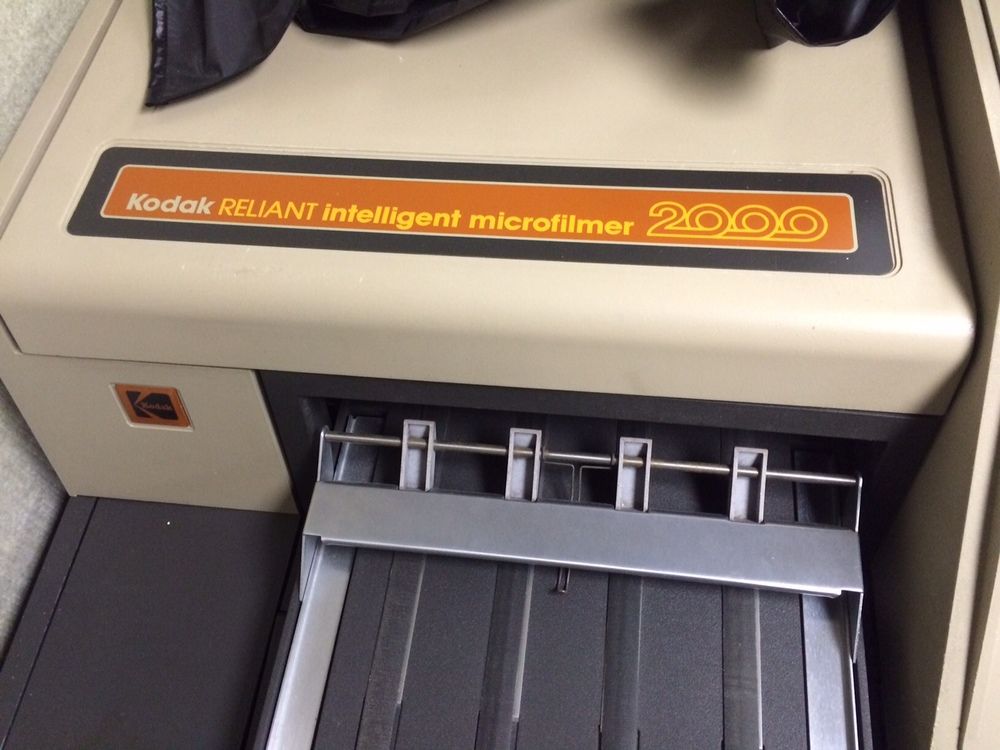 Kodak RELIANT intelligent microfilmer 2000
Kodak